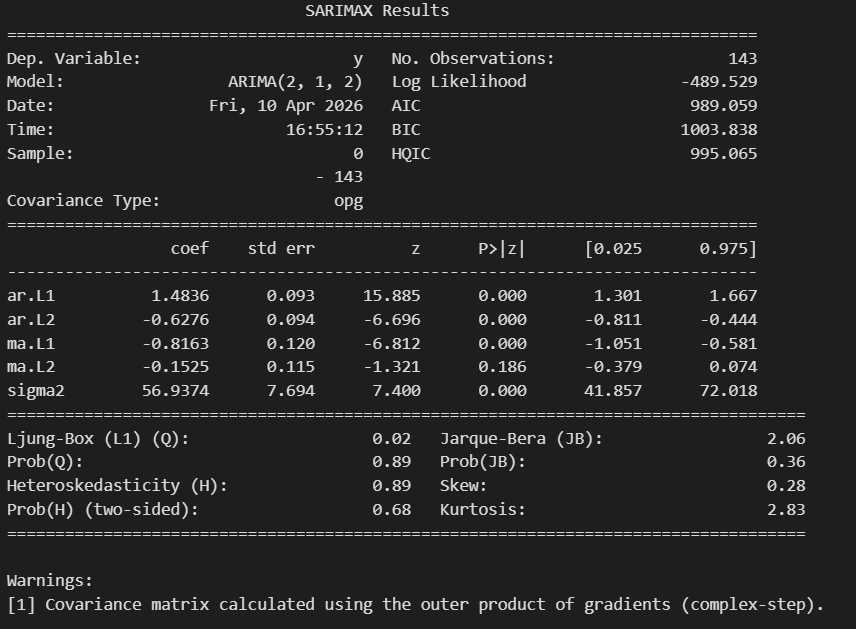 SARIMAX Results
==============================================================================
Dep. Variable:                      y   No. Observations:                  143
Model:               ARIMA(2, 1, 2)   Log Likelihood                -489.529
Date:              Fri, 10 Apr 2026   AIC                            989.059
Time:                      16:55:12   BIC                           1003.838
Sample:                           0   HQIC                           995.065
- 143
Covariance Type:                opg
==============================================================================
coef    std err          z      P>|z|      [0.025      0.975]
------------------------------------------------------------------------------
ar.L1          1.4836      0.093     15.885      0.000       1.301       1.667
ar.L2         -0.6276      0.094     -6.696      0.000      -0.811      -0.444
ma.L1         -0.8163      0.120     -6.812      0.000      -1.051      -0.581
ma.L2         -0.1525      0.115     -1.321      0.186      -0.379       0.074
sigma2        56.9374      7.694      7.400      0.000      41.857      72.018
===================================================================================
Ljung-Box (L1) (Q):                   0.02   Jarque-Bera (JB):                 2.06
Prob(Q):                              0.89   Prob(JB):                         0.36
Heteroskedasticity (H):               0.89   Skew:                             0.28
Prob(H) (two-sided):                  0.68   Kurtosis:                         2.83
===================================================================================
Warnings:
[1] Covariance matrix calculated using the outer product of gradients (complex-step).